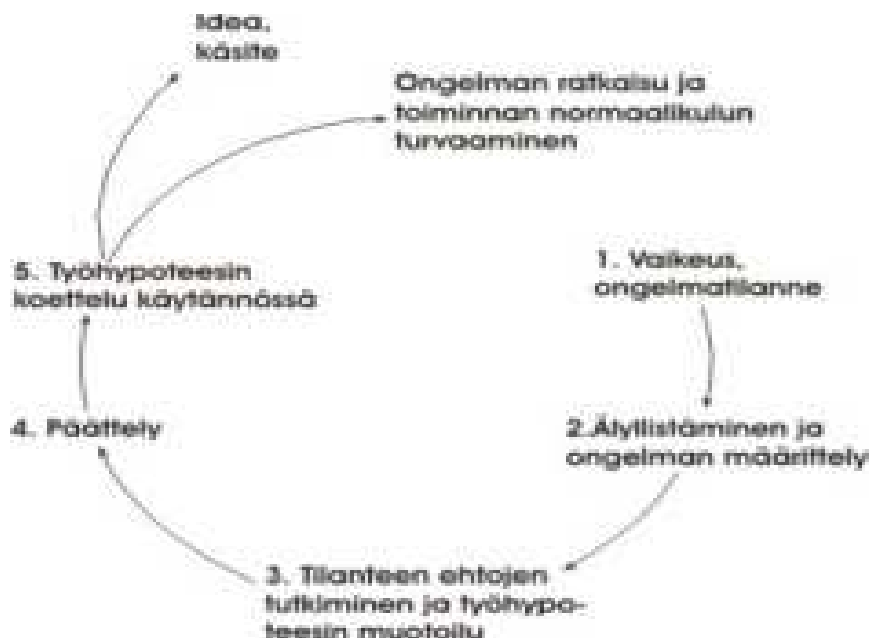 Idea,
käsite
Ongelman ratkaisu ja
toiminnan normaalikulun
turvaaminen
1. Vaikeus,
ongelmatilanne
2.Älyllistäminen ja
ongelman määrittely
3. Tilanteen ehtojen
tutkiminen ja työhypo-
teesin muotoilu
4. Päättely
5. Työhypoteesin
koettelu käytännössä